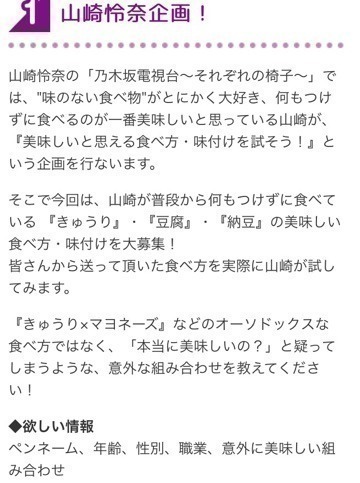 1 山崎怜奈企画！
山崎怜奈の「乃木坂電視台〜それぞれの椅子〜」で
は、"味のない食べ物"がとにかく大好き、何もつけ
ずに食べるのが一番美味しいと思っている山崎が、
『美味しいと思える食べ方・味付けを試そう！』と
いう企画を行ないます。
そこで今回は、山崎が普段から何もつけずに食べて
いる 『きゅうり』・『豆腐』・『納豆』の美味しい
食べ方・味付けを大募集！
皆さんから送って頂いた食べ方を実際に山崎が試し
てみます。
『きゅうり×マヨネーズ』などのオーソドックスな
食べ方ではなく、「本当に美味しいの？」と疑って
しまうような、意外な組み合わせを教えてくださ
い！
◆欲しい情報
ペンネーム、年齢、性別、職業、意外に美味しい組
み合わせ